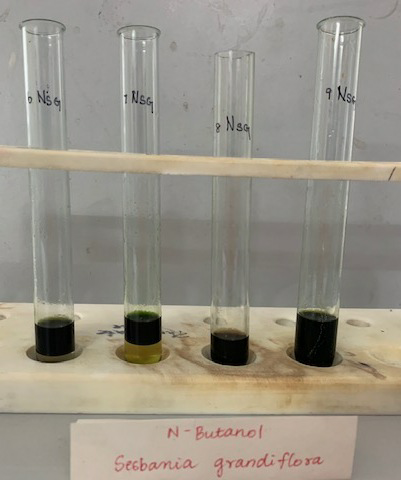 6 NSG
7 NSG
8 NSG
9 NSG
N-Butanol
Sesbania grandiflora